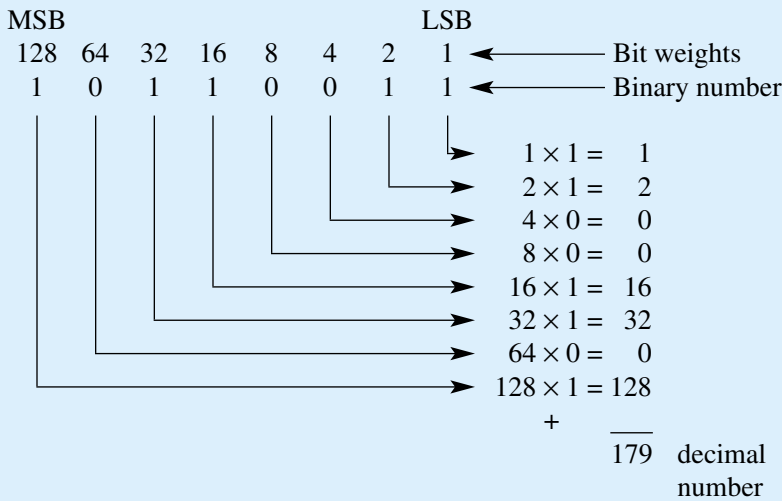 MSB LSB
128 64 32 16 8 4 2 1 Bit weights
1 0 1 1 0 0 1 1 Binary number
1 × 1 = 1
2 × 1 = 2
4 × 0 = 0
8 × 0 = 0
16 × 1 = 16
32 × 1 = 32
64 × 0 = 0
128 × 1 = 128
+
179 decimal
number